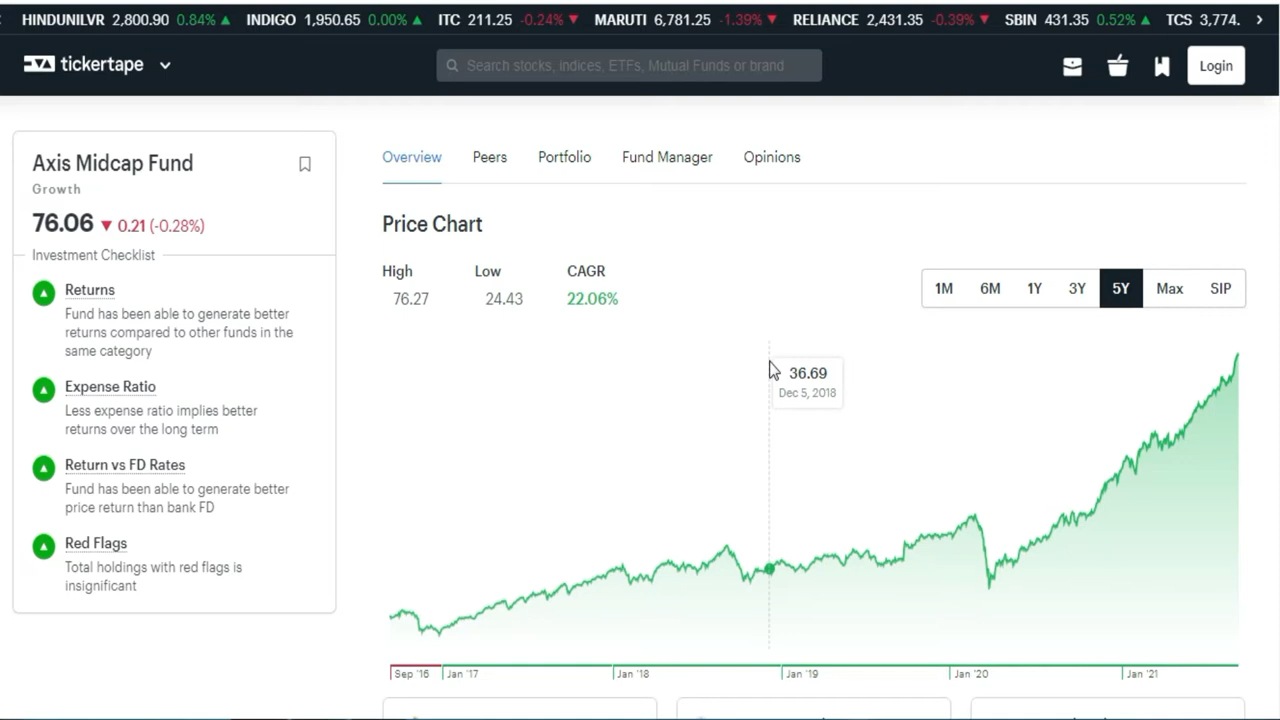 HINDUNILVR 2,800.90 0.84% ▲ INDIGO 1,950.65 0.00% ▲ ITC 211.25 -0.24% ▼ MARUTI 6,781.25 -1.39% ▼ RELIANCE 2,431.35 -0.39% ▼ SBIN 431.35 0.52% ▲ TCS 3,774.
tickertape
Search stocks, indices, ETFs, Mutual Funds or brand
Login
Axis Midcap Fund
Growth
76.06 ▼ 0.21 (-0.28%)
Investment Checklist
Returns
Fund has been able to generate better
returns compared to other funds in the
same category
Expense Ratio
Less expense ratio implies better
returns over the long term
Return vs FD Rates
Fund has been able to generate better
price return than bank FD
Red Flags
Total holdings with red flags is
insignificant
Overview Peers Portfolio Fund Manager Opinions
Price Chart
High Low CAGR
76.27 24.43 22.06%
1M 6M 1Y 3Y 5Y Max SIP
36.69
Dec 5, 2018
Sep '16 Jan '17 Jan '18 Jan '19 Jan '20 Jan '21